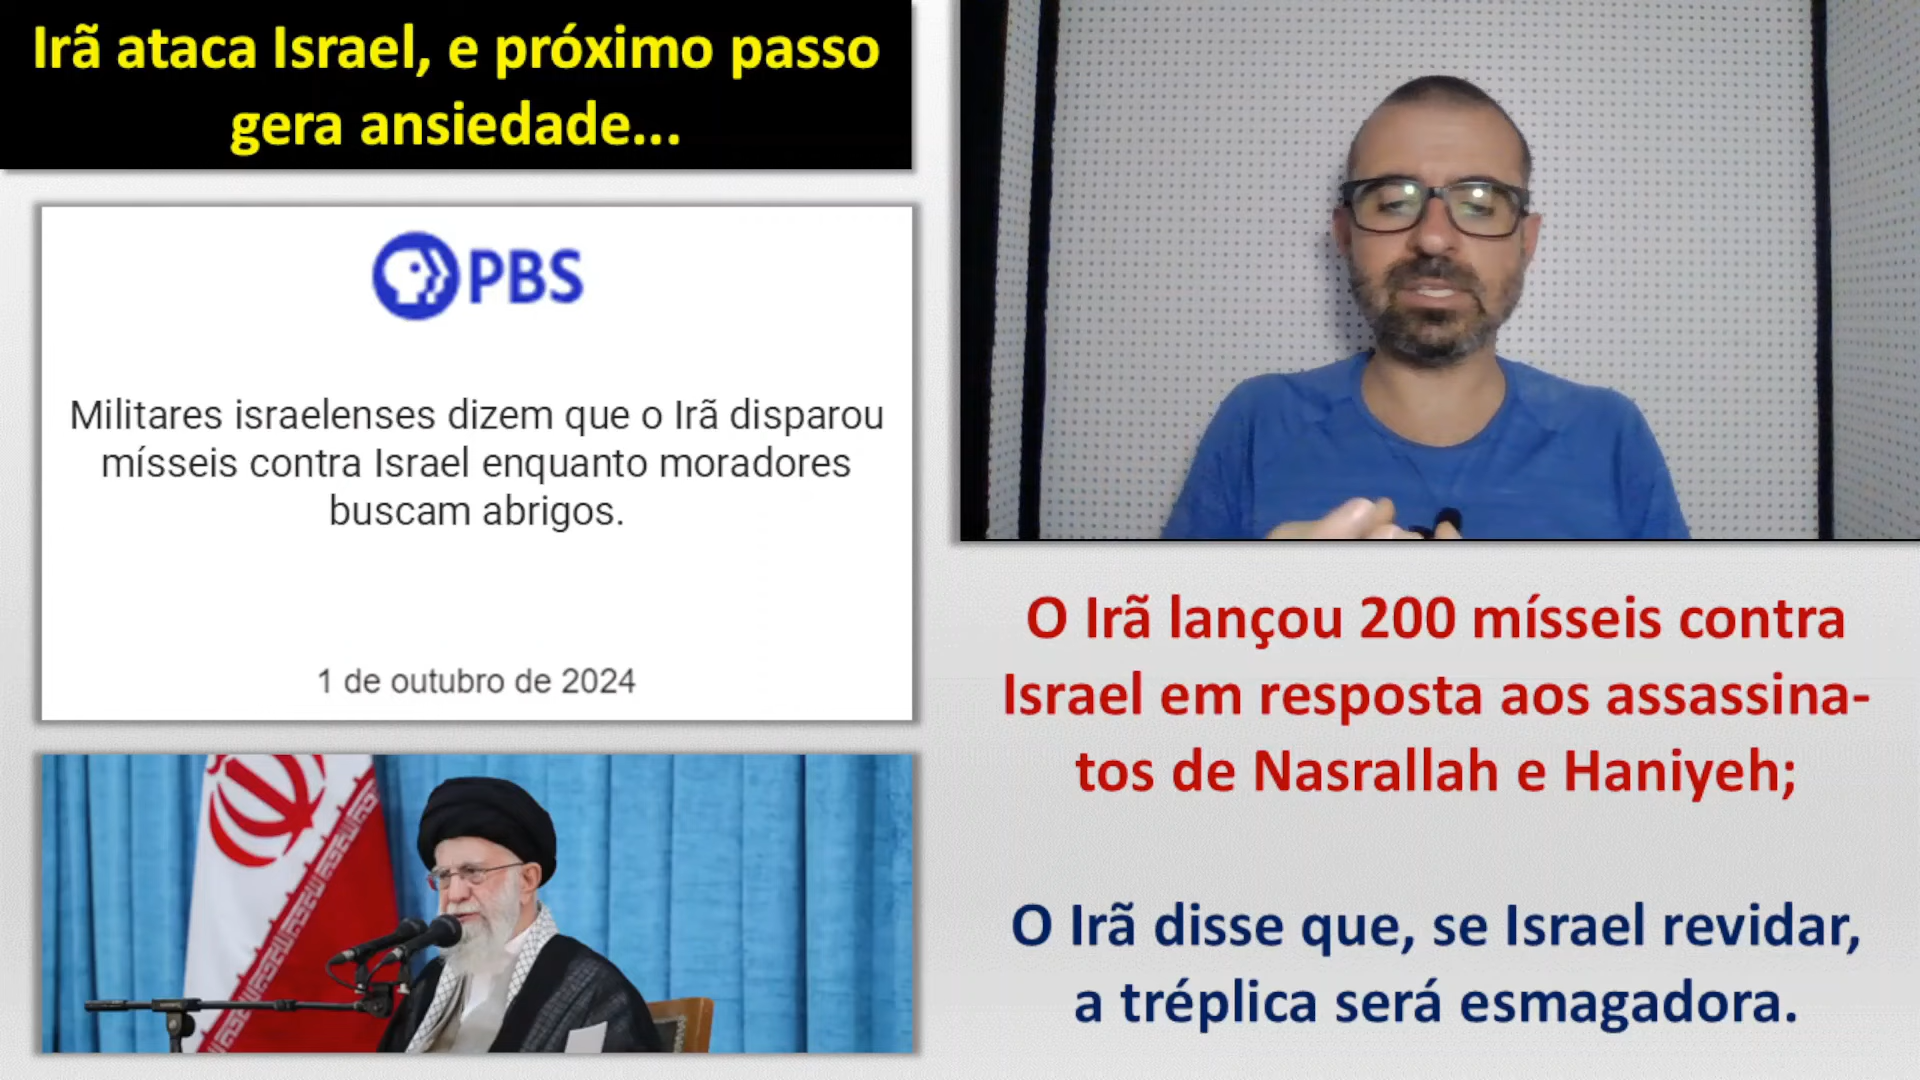 Irã ataca Israel, e próximo passo
gera ansiedade...
PBS
Militares israelenses dizem que o Irã disparou
mísseis contra Israel enquanto moradores
buscam abrigos.
1 de outubro de 2024
O Irã lançou 200 mísseis contra
Israel em resposta aos assassina-
tos de Nasrallah e Haniyeh;
O Irã disse que, se Israel revidar,
a tréplica será esmagadora.